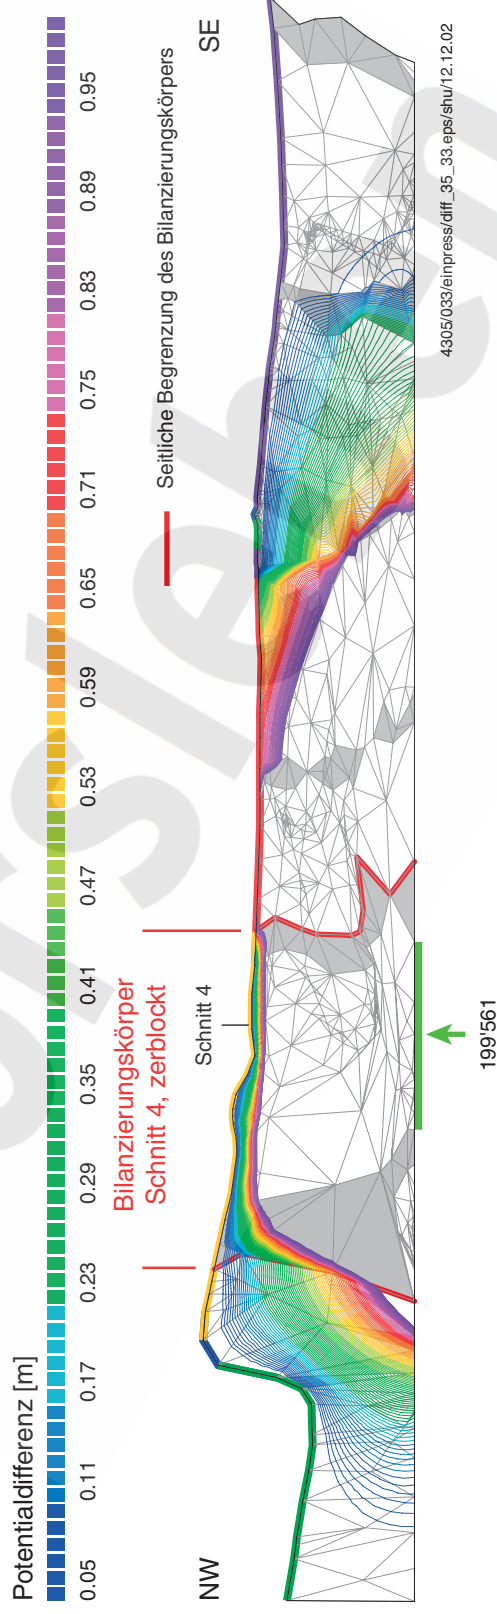 Potentialdifferenz [m]
0.05 0.11 0.17 0.23 0.29 0.35 0.41 0.47 0.53 0.59 0.65 0.71 0.75 0.83 0.89 0.95
Bilanzierungskörper
Schnitt 4, zerblockt
Seitliche Begrenzung des Bilanzierungskörpers
Schnitt 4
NW
SE
199'561
4305/033/einpress/diff_35_33.eps/shu/12.12.02